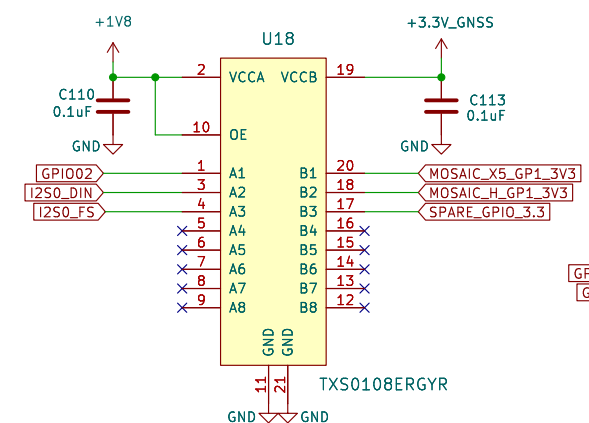 +1V8
+3.3V_GNSS
U18
2 VCCA VCCB 19
C110
0.1uF
C113
0.1uF
10 OE
GND
GND
GPIO02 1 A1 B1 20 MOSAIC_X5_GP1_3V3
I2S0_DIN 3 A2 B2 18 MOSAIC_H_GP1_3V3
I2S0_FS 4 A3 B3 17 SPARE_GPIO_3.3
5 A4 B4 16
6 A5 B5 15
7 A6 B6 14
8 A7 B7 13
9 A8 B8 12
GND GND
11 21
TXS0108ERGYR
GND GND